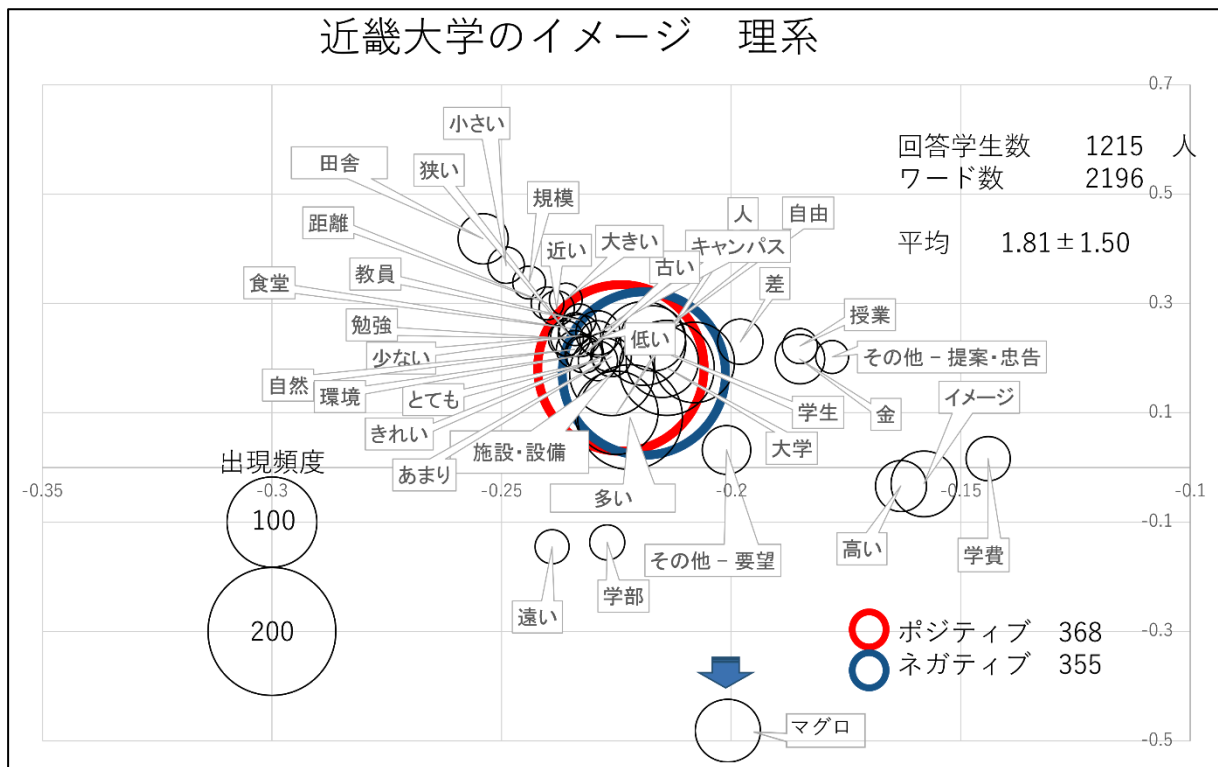 近畿大学のイメージ　理系
0.7
小さい
回答学生数　1215　人
ワード数　2196
田舎
狭い
0.5
規模
人
自由
距離
近い
大きい
キャンパス
平均　1.81±1.50
教員
古い
食堂
差
0.3
授業
勉強
低い
その他－提案・忠告
少ない
自然
環境
とても
学生
金
イメージ
きれい
0.1
施設・設備
大学
出現頻度
あまり
-0.35
-0.3
-0.25
-0.2
-0.15
-0.1
多い
100
-0.1
その他－要望
高い
学費
遠い
学部
200
-0.3
ポジティブ　368
ネガティブ　355
マグロ
-0.5